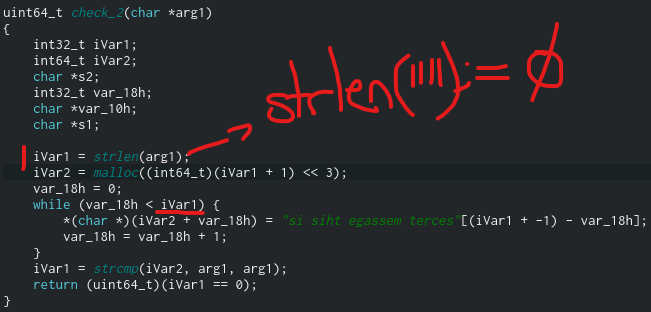 uint64_t check_2(char *arg1)
{
int32_t iVar1;
int64_t iVar2;
char *s2;
int32_t var_18h;
char *var_10h;
char *s1;
strlen("") := ∅
iVar1 = strlen(arg1);
iVar2 = malloc((int64_t)(iVar1 + 1) << 3);
var_18h = 0;
while (var_18h < iVar1) {
*(char *)(iVar2 + var_18h) = "si siht egassem terces"[(iVar1 + -1) - var_18h];
var_18h = var_18h + 1;
}
iVar1 = strcmp(iVar2, arg1, arg1);
return (uint64_t)(iVar1 == 0);
}